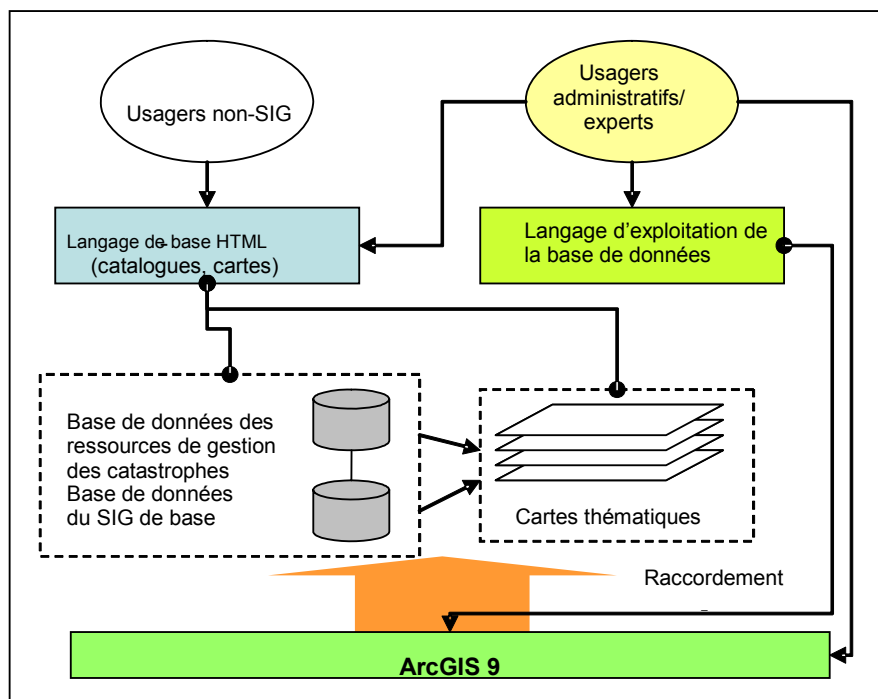 Usagers non-SIG
Usagers
administratifs/
experts
Langage de base HTML
(catalogues, cartes)
Langage d'exploitation de
la base de données
Base de données des
ressources de gestion
des catastrophes
Base de données
du SIG de base
Cartes thématiques
Raccordement
ArcGIS 9